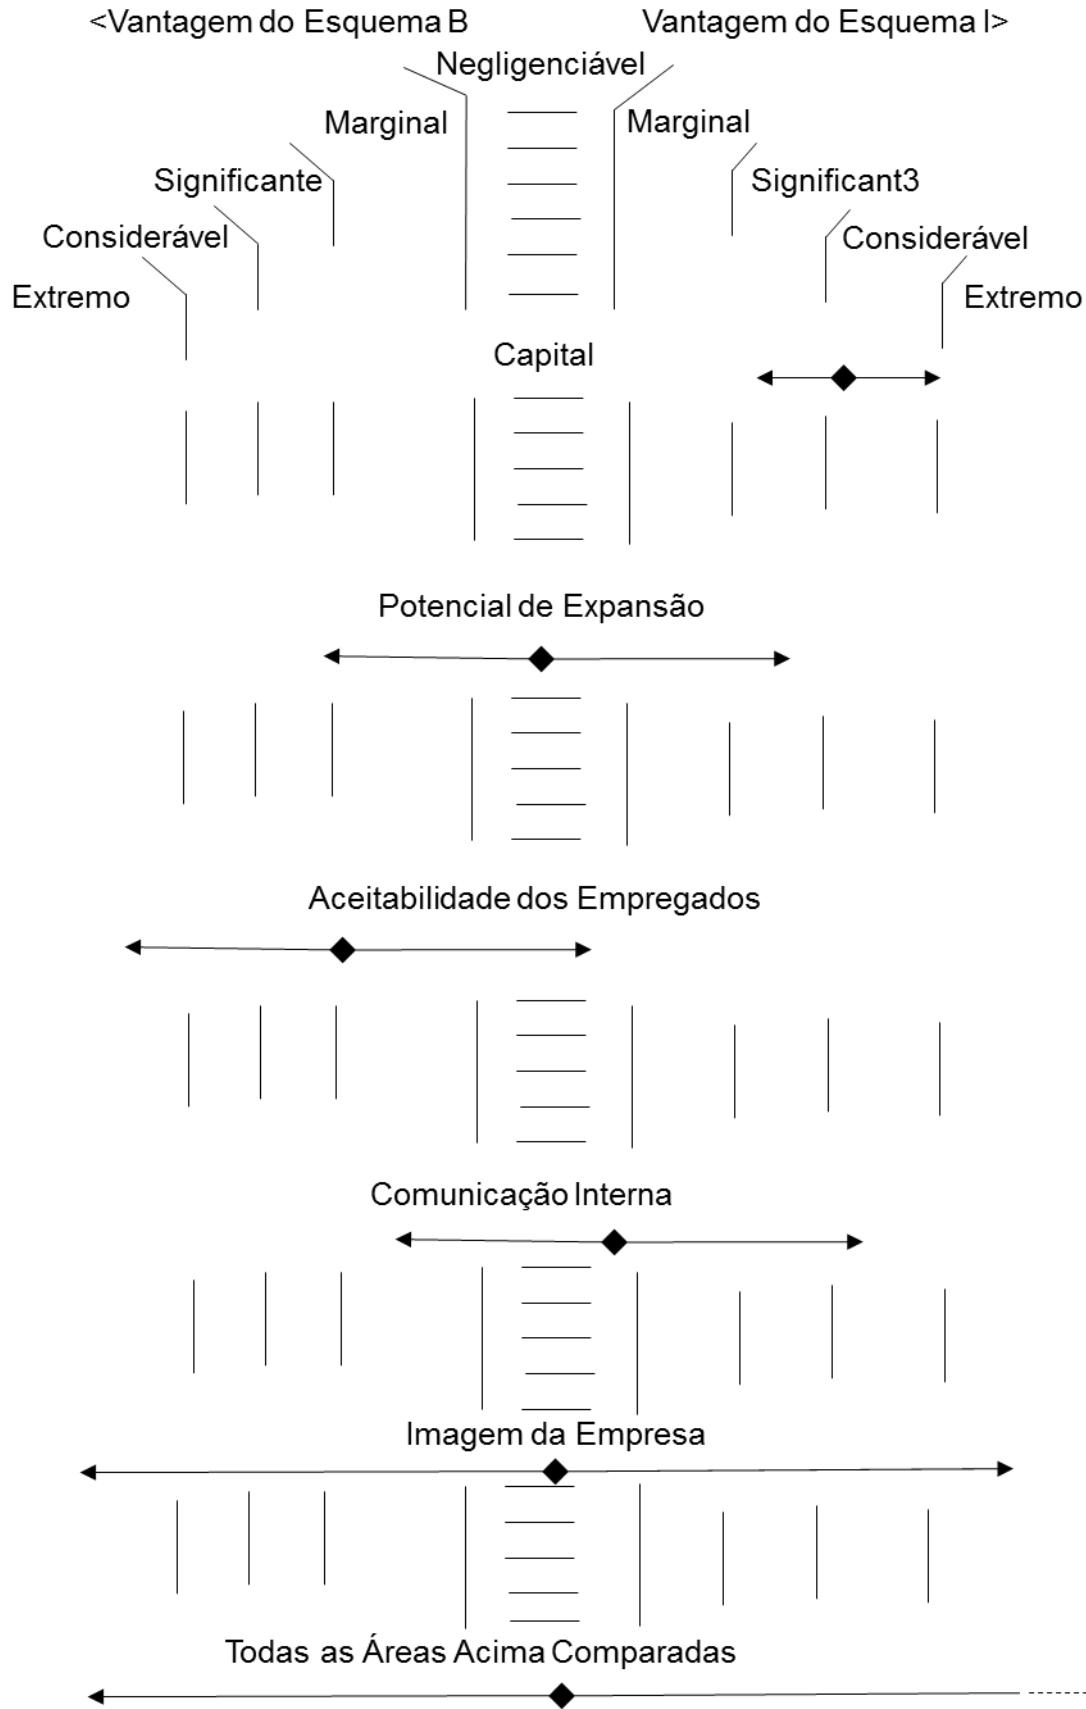 <Vantagem do Esquema B Vantagem do Esquema I>
Negligenciável
Marginal Marginal
Significante Significant3
Considerável Considerável
Extremo Extremo
Capital
Potencial de Expansão
Aceitabilidade dos Empregados
Comunicação Interna
Imagem da Empresa
Todas as Áreas Acima Comparadas